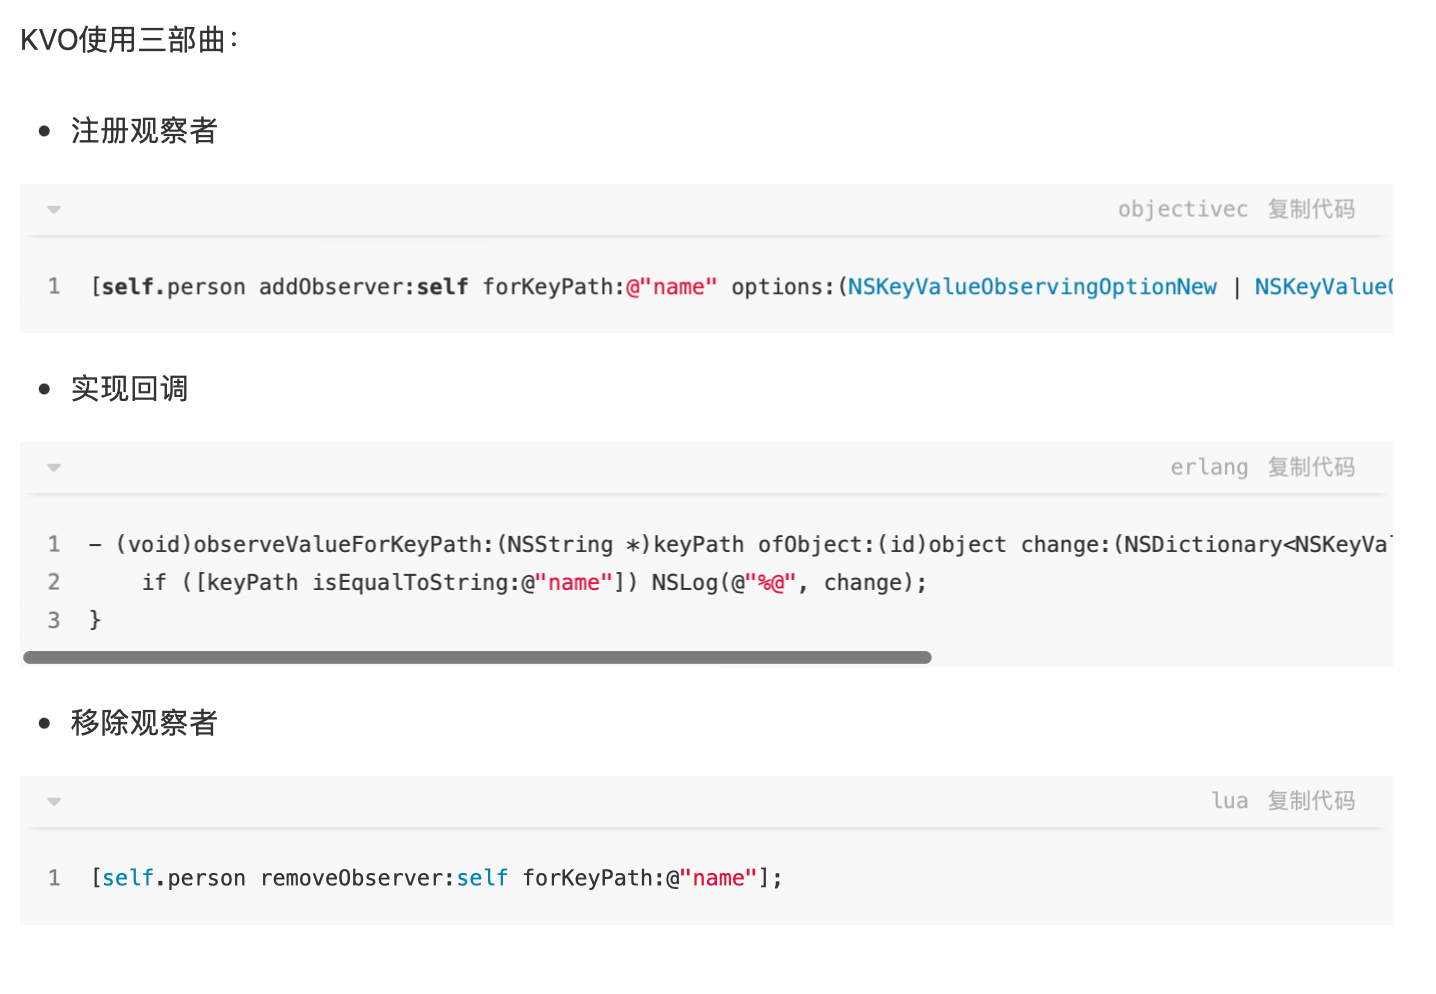 KVO使用三部曲：
• 注册观察者
objectivec 复制代码
1 [self.person addObserver:self forKeyPath:@"name" options:(NSKeyValueObservingOptionNew | NSKeyValue
• 实现回调
erlang 复制代码
1 - (void)observeValueForKeyPath:(NSString *)keyPath ofObject:(id)object change:(NSDictionary<NSKeyVal
2 if ([keyPath isEqualToString:@"name"]) NSLog(@"%@", change);
3 }
• 移除观察者
lua 复制代码
1 [self.person removeObserver:self forKeyPath:@"name"];